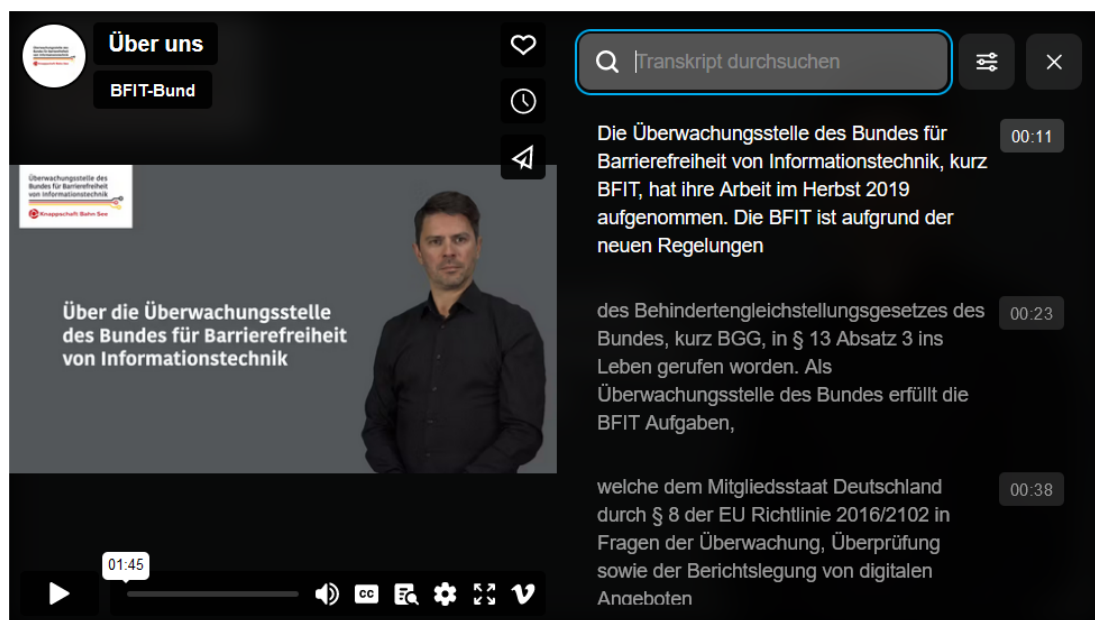 Über uns
BFIT-Bund
Überwachungsstelle des
Bundes für Barrierefreiheit
von Informationstechnik
Knappschaft Bahn See
Über die Überwachungsstelle
des Bundes für Barrierefreiheit
von Informationstechnik
01:45
CC
Transkript durchsuchen
Die Überwachungsstelle des Bundes für
00:11
Barrierefreiheit von Informationstechnik, kurz
BFIT, hat ihre Arbeit im Herbst 2019
aufgenommen. Die BFIT ist aufgrund der
neuen Regelungen
des Behindertengleichstellungsgesetzes des
00:23
Bundes, kurz BGG, in § 13 Absatz 3 ins
Leben gerufen worden. Als
Überwachungsstelle des Bundes erfüllt die
BFIT Aufgaben,
welche dem Mitgliedsstaat Deutschland
00:38
durch § 8 der EU Richtlinie 2016/2102 in
Fragen der Überwachung, Überprüfung
sowie der Berichtslegung von digitalen
Angeboten